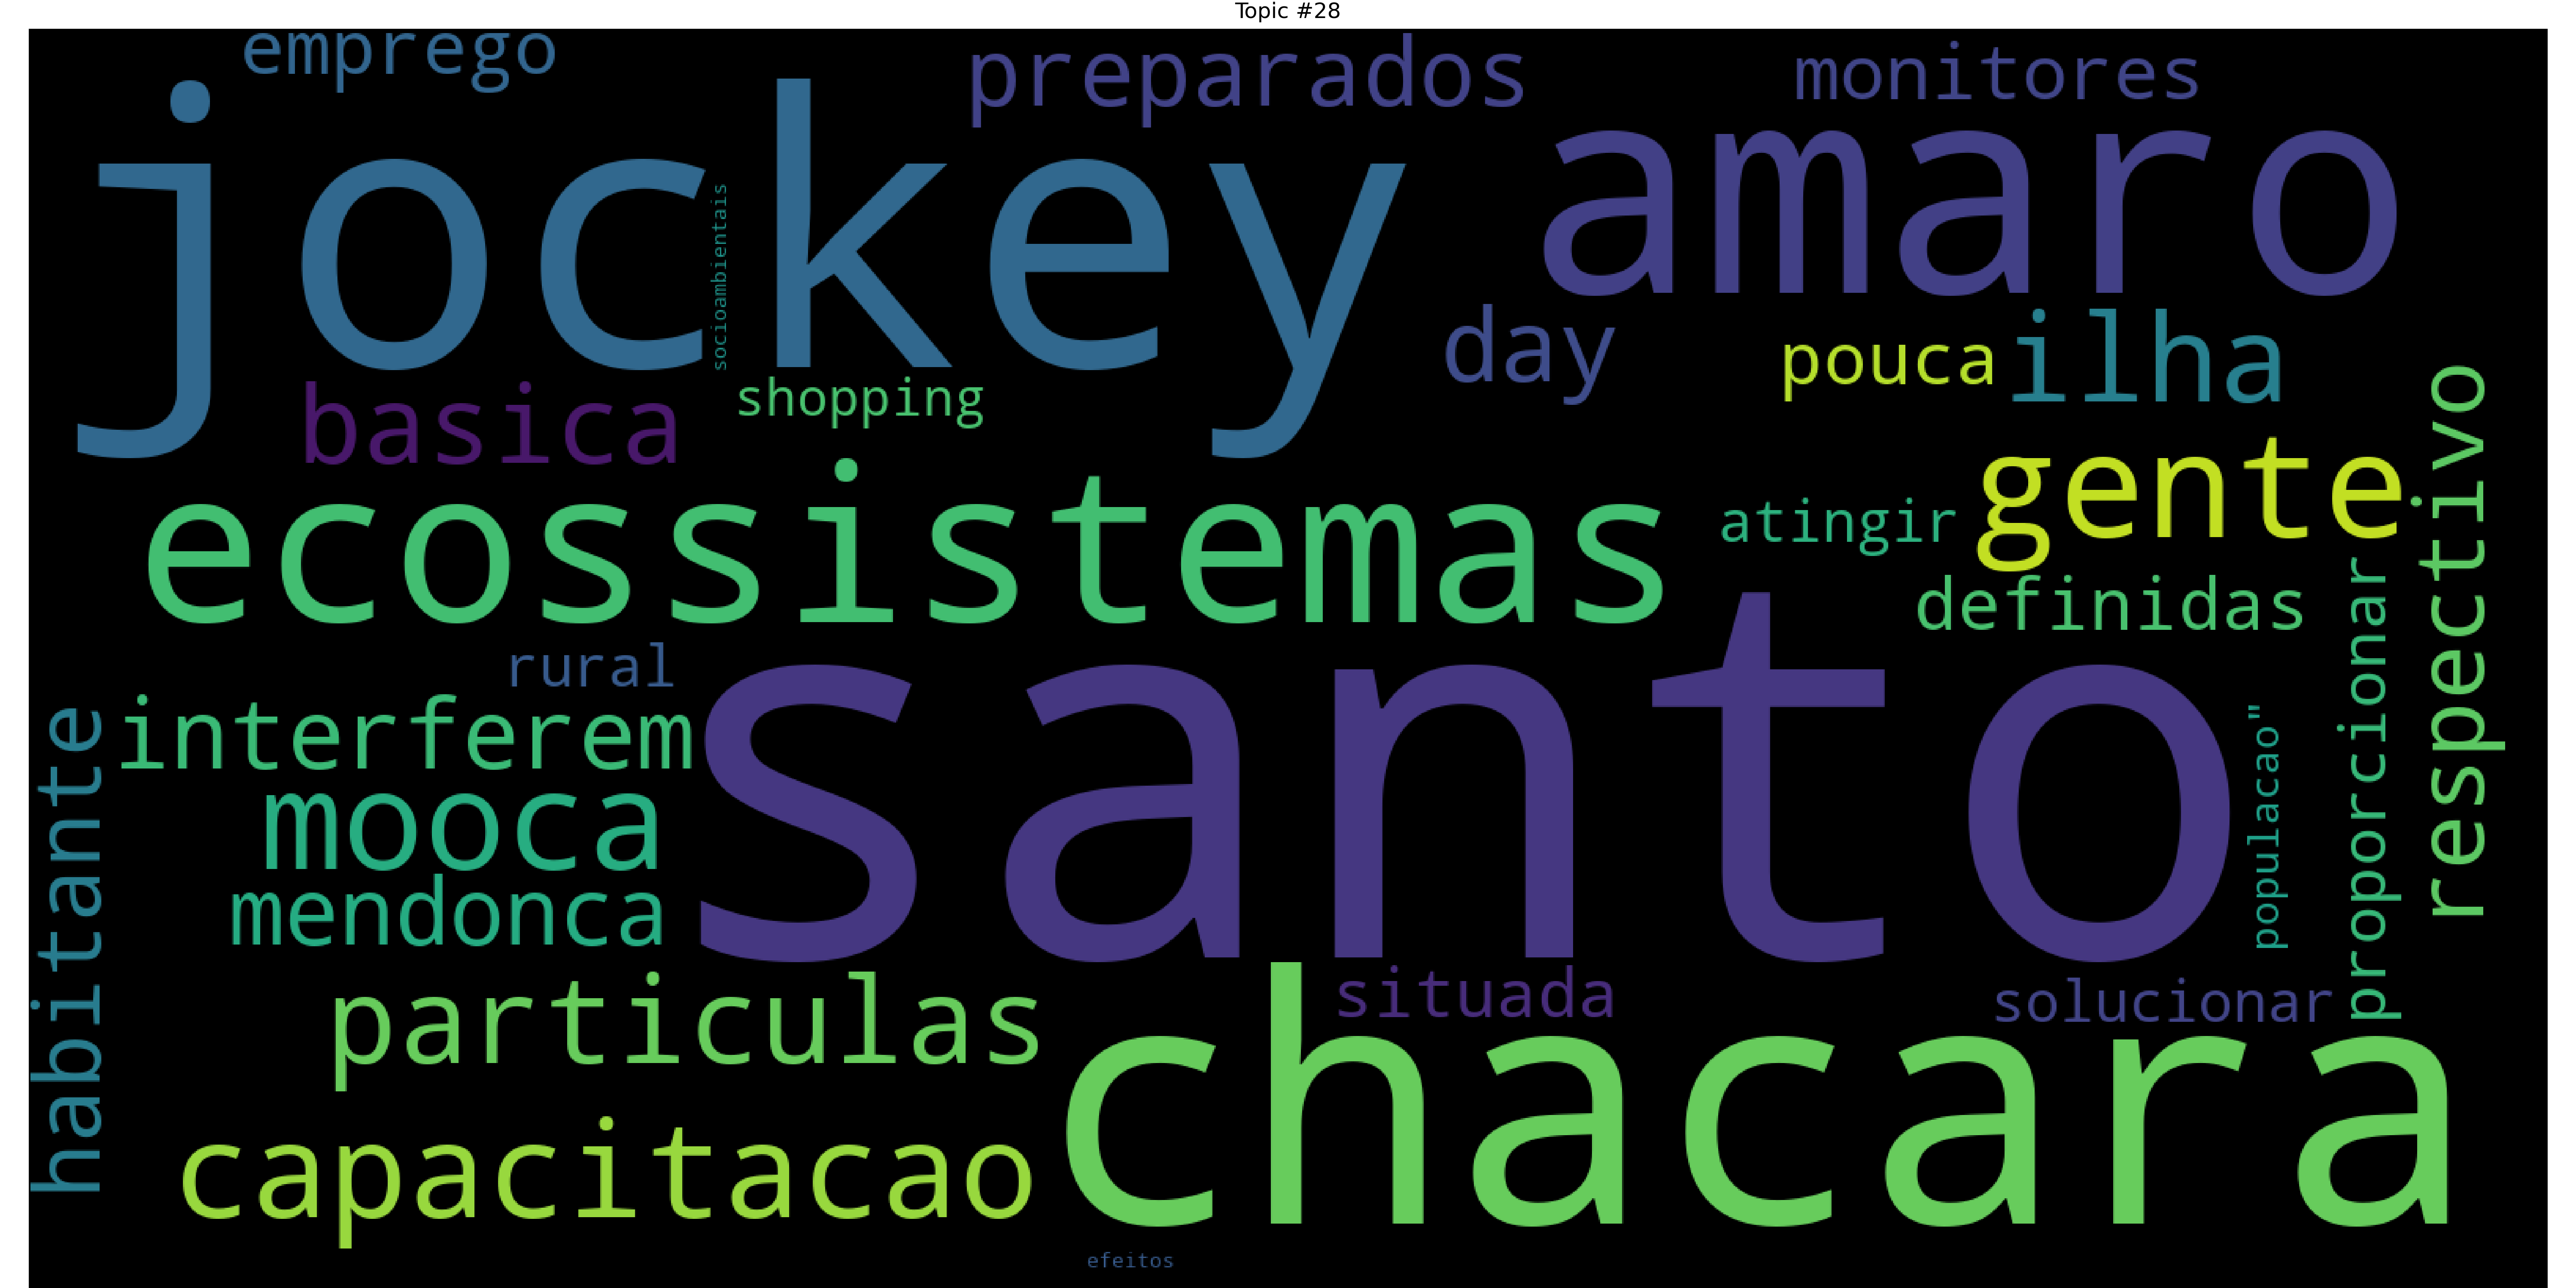 Topic #28
emprego
preparados
monitores
jockey
amaro
socioambientais
day
pouca
ilha
basica
shopping
respectivo
ecossistemas
atingir
gente
definidas
proporcionar
rural
santo
interferem
habitante
populacao"
mooca
mendonca
particulas
situada
solucionar
chacara
capacitacao
efeitos